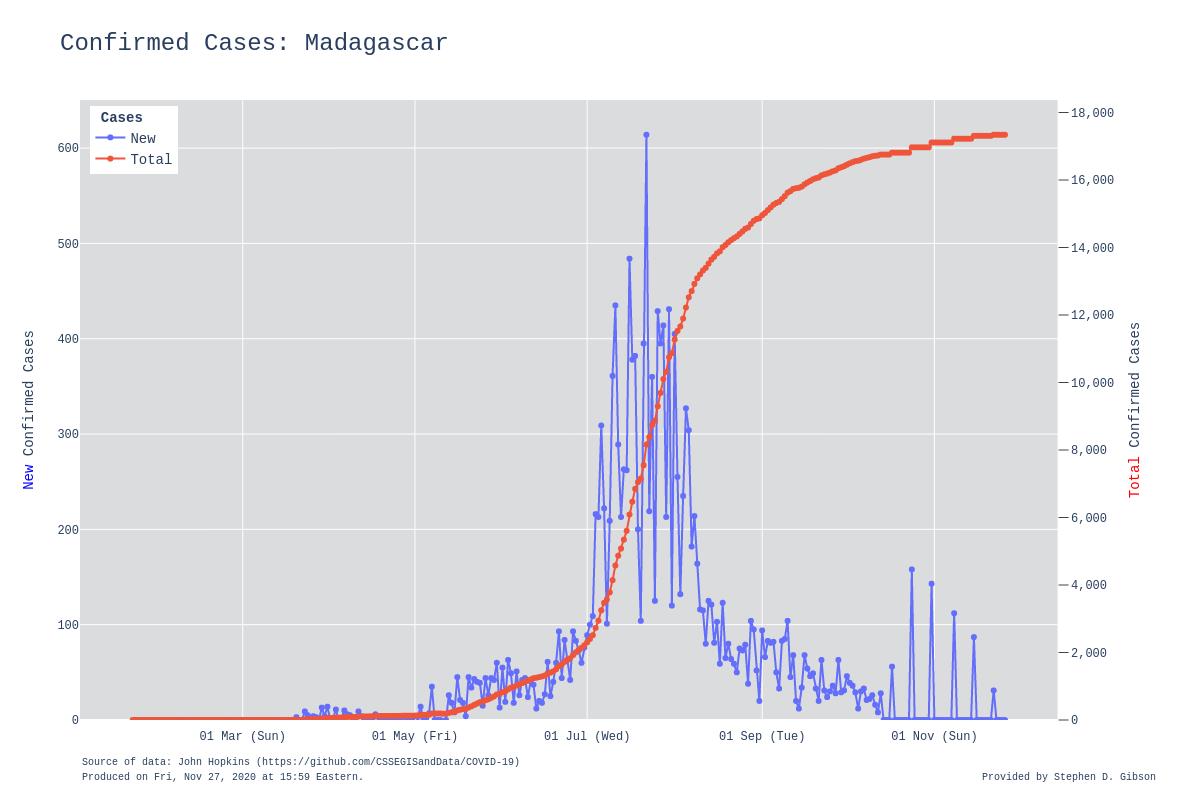 Confirmed Cases: Madagascar
Cases
New
Total
600
500
400
300
200
100
0
18,000
16,000
14,000
12,000
10,000
8,000
6,000
4,000
2,000
0
New Confirmed Cases
Total Confirmed Cases
01 Mar (Sun)
01 May (Fri)
01 Jul (Wed)
01 Sep (Tue)
01 Nov (Sun)
Source of data: John Hopkins (https://github.com/CSSEGISandData/COVID-19)
Produced on Fri, Nov 27, 2020 at 15:59 Eastern.
Provided by Stephen D. Gibson